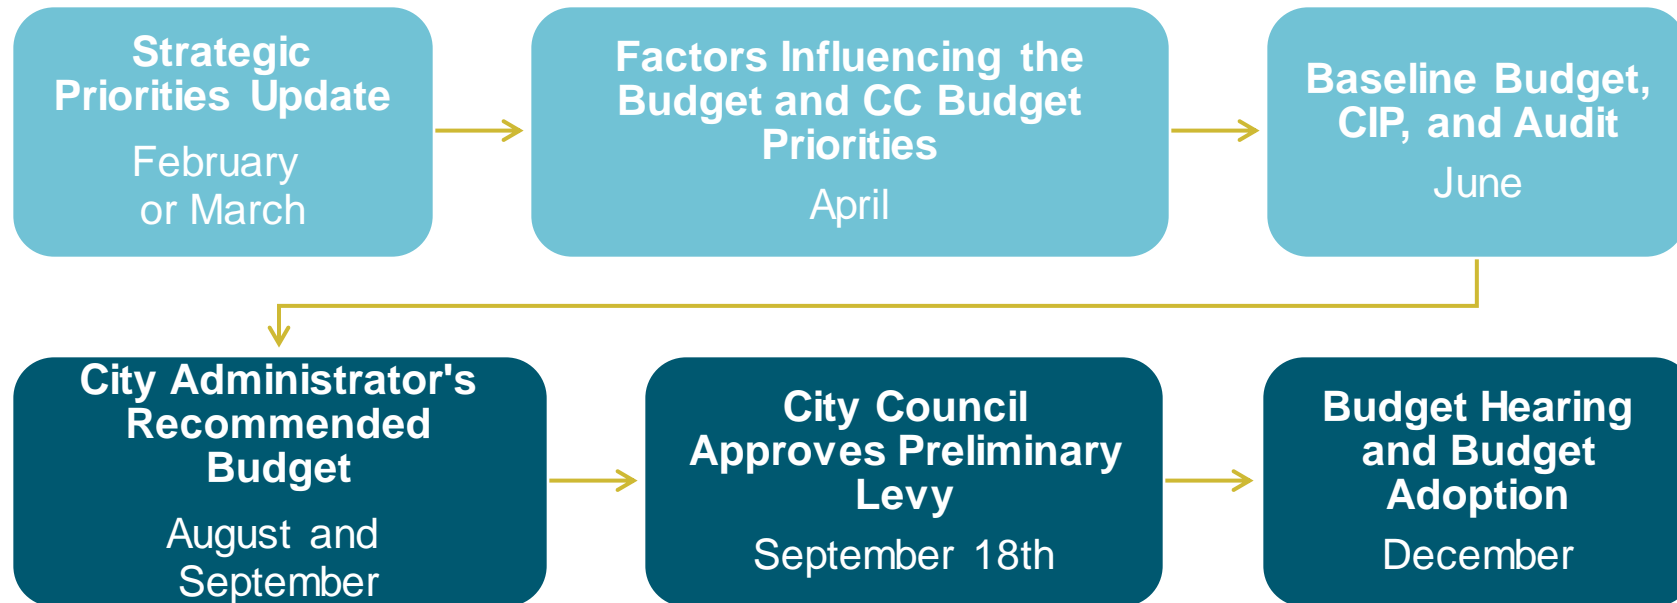 Strategic
Priorities Update
February
or March
Factors Influencing the
Budget and CC Budget
Priorities
April
Baseline Budget,
CIP, and Audit
June
City Administrator's
Recommended
Budget
August and
September
City Council
Approves Preliminary
Levy
September 18th
Budget Hearing
and Budget
Adoption
December